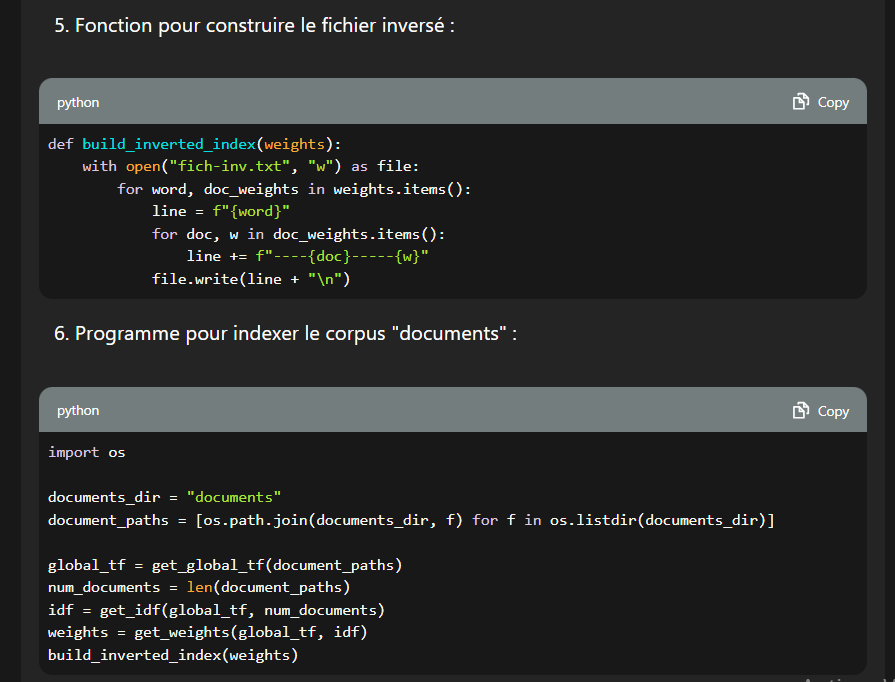 5. Fonction pour construire le fichier inversé :
python
Copy
def build_inverted_index(weights):
    with open("fich-inv.txt", "w") as file:
        for word, doc_weights in weights.items():
            line = f"{word}"
            for doc, w in doc_weights.items():
                line += f"----{doc}-----{w}"
            file.write(line + "\n")
6. Programme pour indexer le corpus "documents" :
python
Copy
import os
documents_dir = "documents"
document_paths = [os.path.join(documents_dir, f) for f in os.listdir(documents_dir)]
global_tf = get_global_tf(document_paths)
num_documents = len(document_paths)
idf = get_idf(global_tf, num_documents)
weights = get_weights(global_tf, idf)
build_inverted_index(weights)